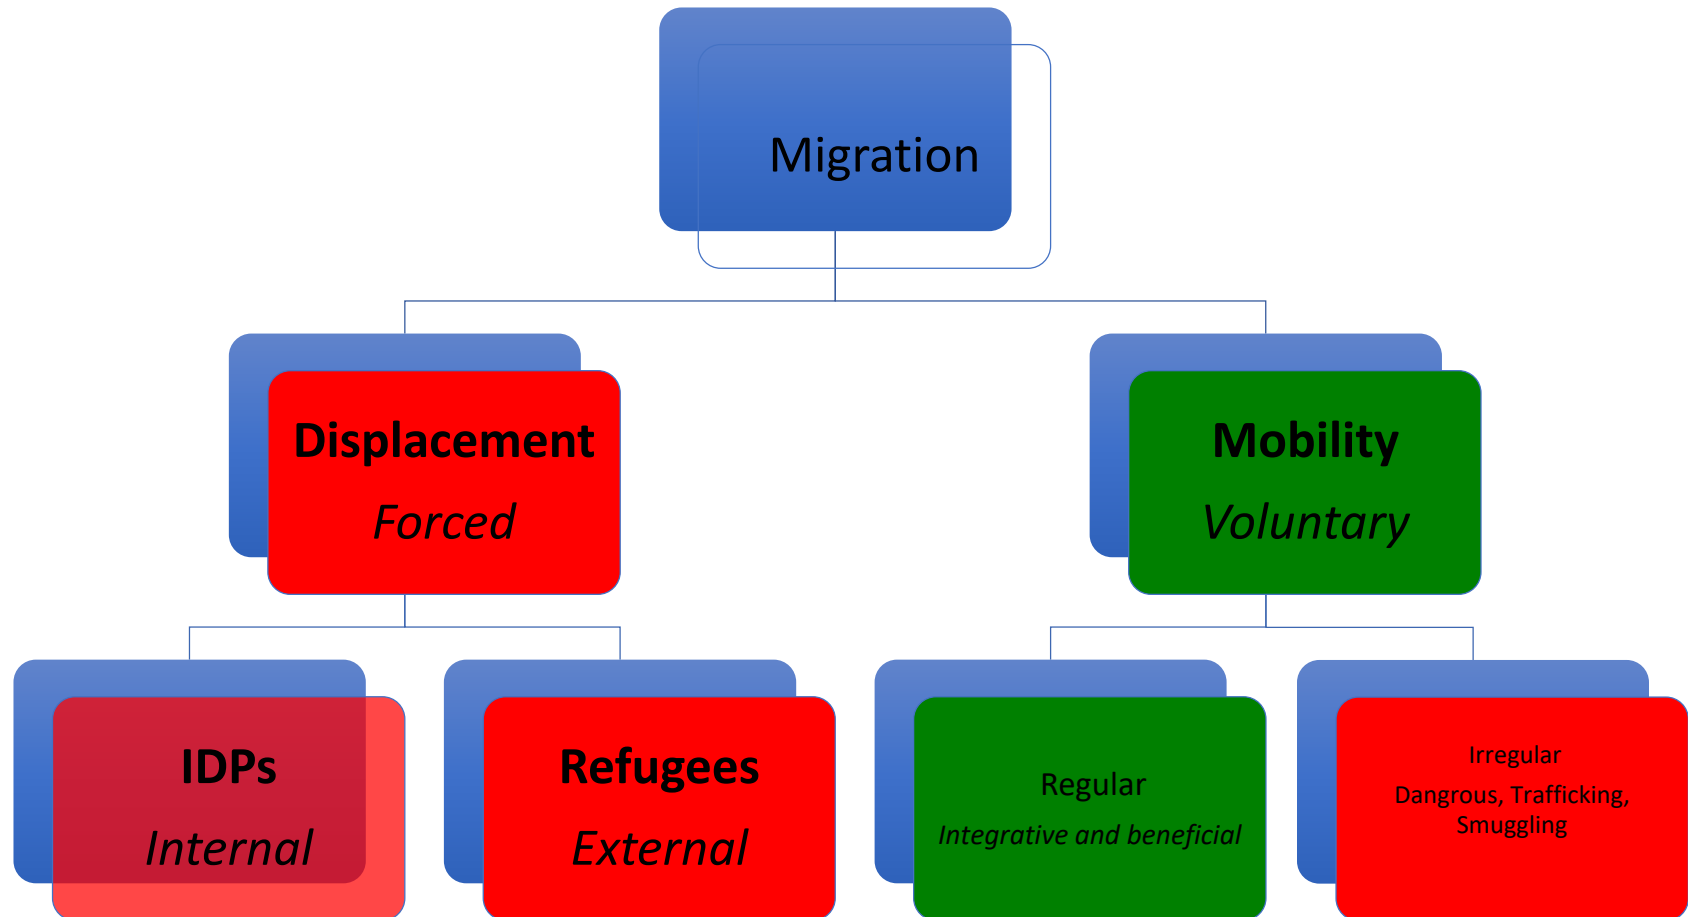 Migration
Displacement
Forced
Mobility
Voluntary
IDPs
Internal
Refugees
External
Regular
Integrative and beneficial
Irregular
Dangrous, Trafficking,
Smuggling